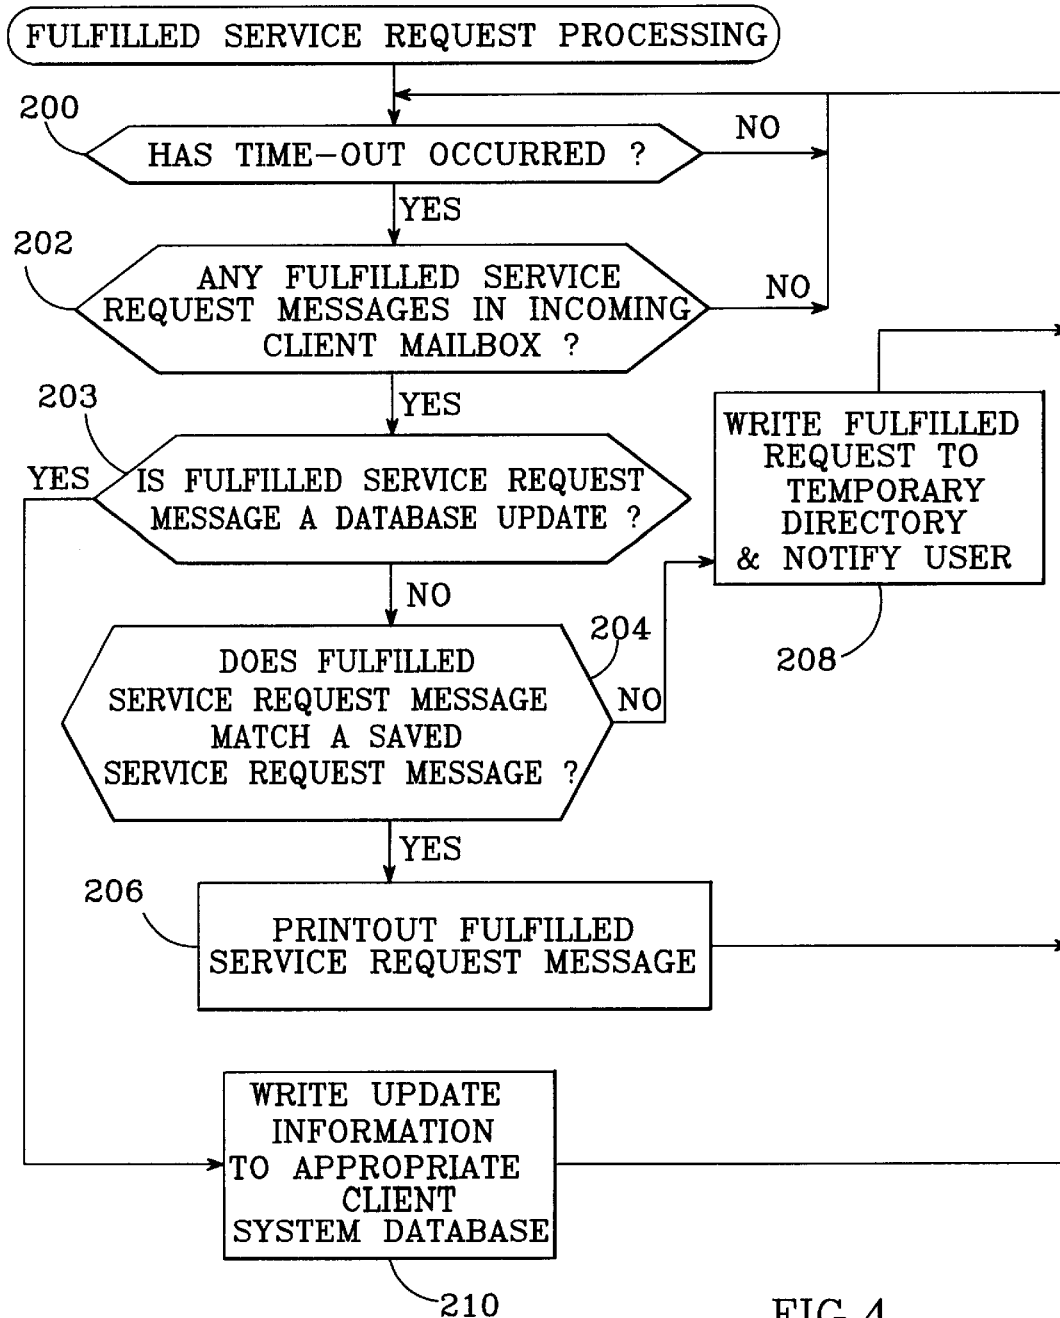 FULFILLED SERVICE REQUEST PROCESSING
200
HAS TIME-OUT OCCURRED ?
NO
YES
202
ANY FULFILLED SERVICE
REQUEST MESSAGES IN INCOMING
CLIENT MAILBOX ?
NO
YES
203
YES
IS FULFILLED SERVICE REQUEST
MESSAGE A DATABASE UPDATE ?
NO
WRITE FULFILLED
REQUEST TO
TEMPORARY
DIRECTORY
& NOTIFY USER
208
204
DOES FULFILLED
SERVICE REQUEST MESSAGE
MATCH A SAVED
SERVICE REQUEST MESSAGE ?
NO
YES
206
PRINTOUT FULFILLED
SERVICE REQUEST MESSAGE
WRITE UPDATE
INFORMATION
TO APPROPRIATE
CLIENT
SYSTEM DATABASE
210
FIG.4